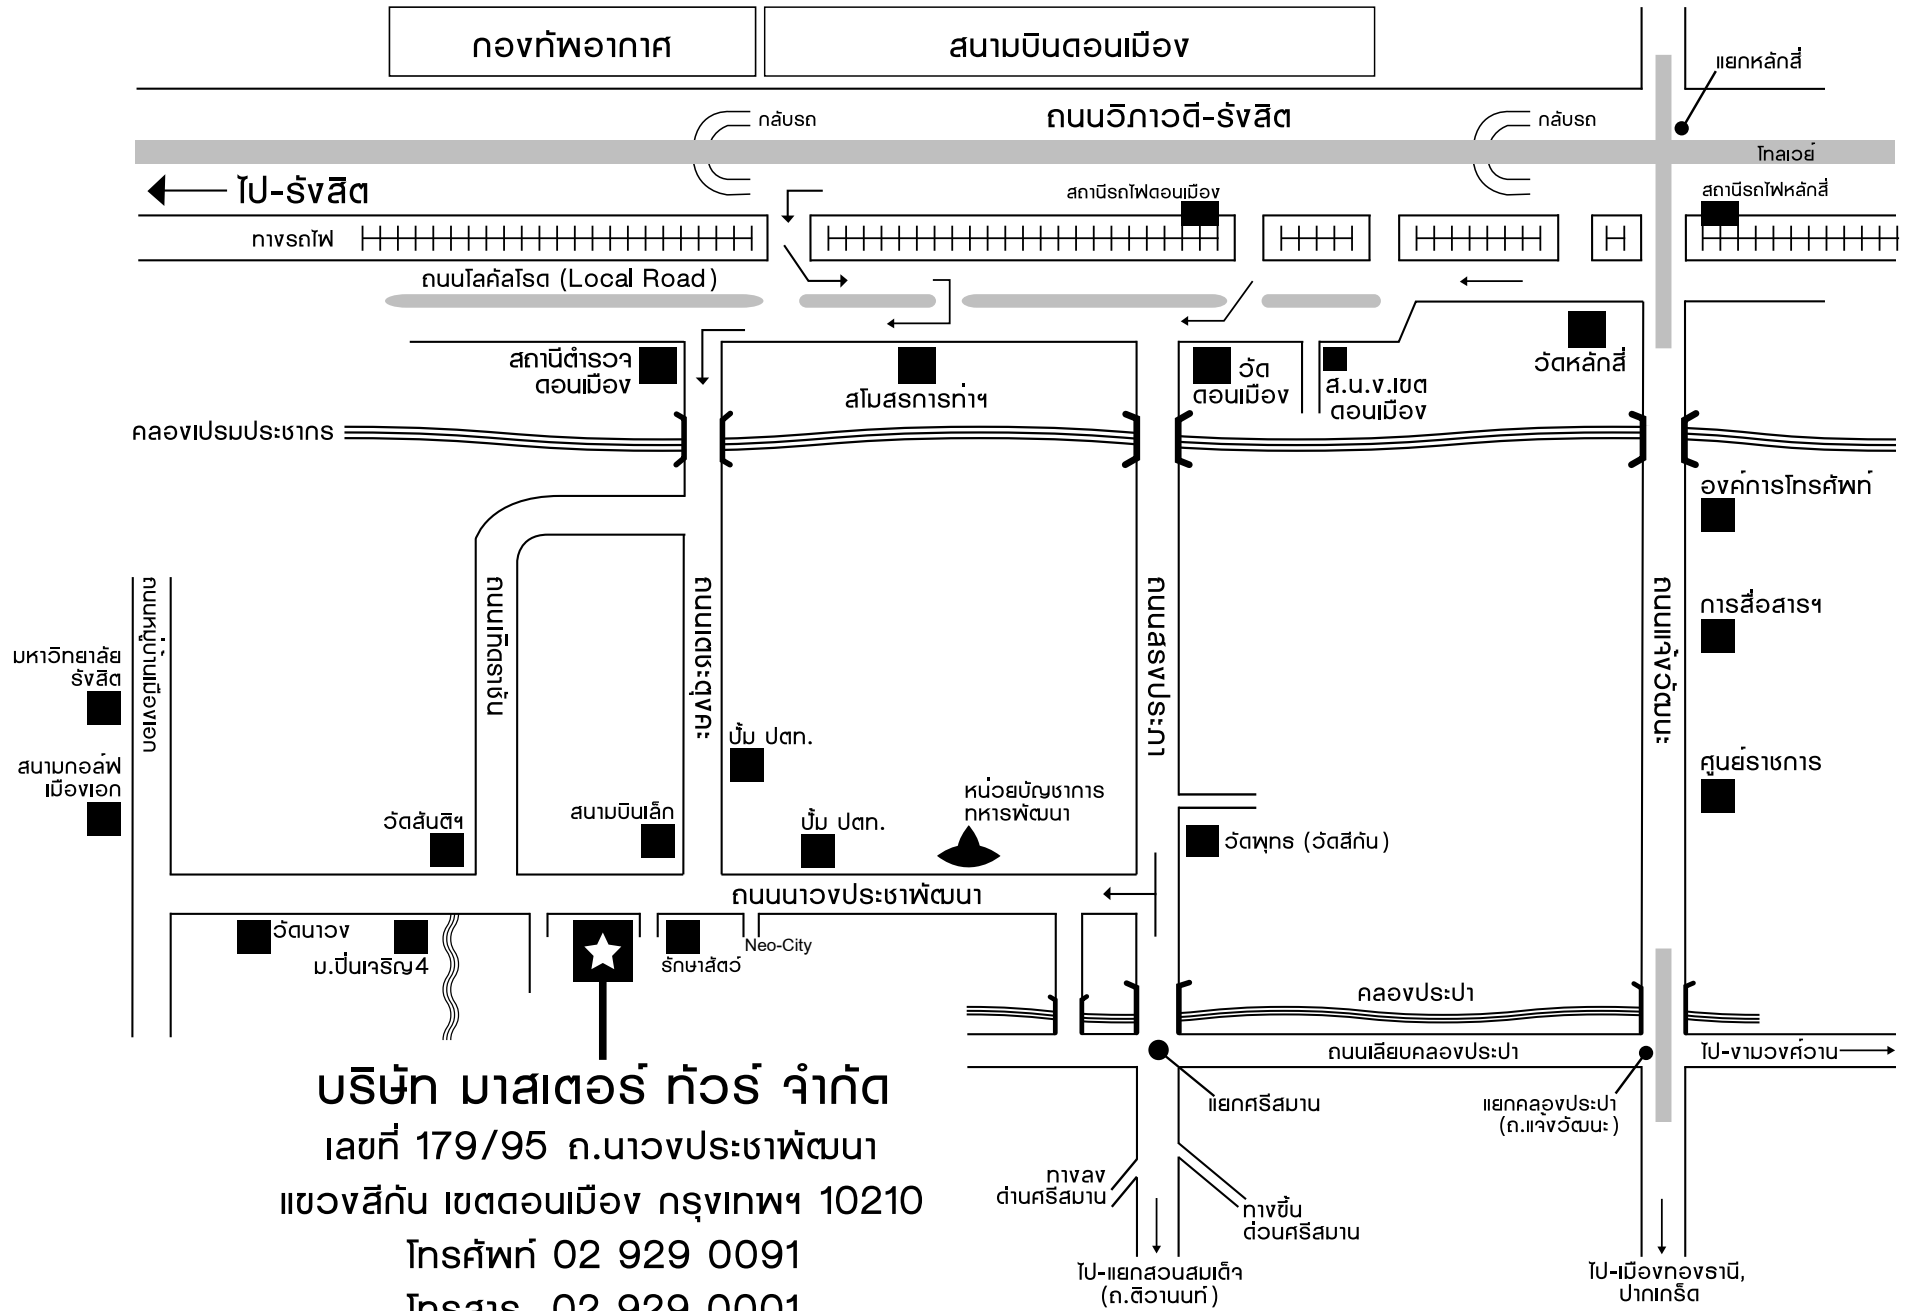 กองทัพอากาศ
สนามบินดอนเมือง
แยกหลักสี่
กลับรถ
ถนนวิภาวดี-รังสิต
กลับรถ
โทลเวย์
ไป-รังสิต
สถานีรถไฟดอนเมือง
สถานีรถไฟหลักสี่
ทางรถไฟ
ถนนโลคัลโรด (Local Road)
สถานีตำรวจ
ดอนเมือง
สโมสรการท่าฯ
วัด
ดอนเมือง
ส.น.ง.เขต
ดอนเมือง
วัดหลักสี่
คลองเปรมประชากร
องค์การโทรศัพท์
ถนนหมู่บ้านเมืองเอก
ถนนเทิดราชัน
ถนนเตชะตุงคะ
ถนนสรงประภา
ถนนแจ้งวัฒนะ
การสื่อสารฯ
มหาวิทยาลัย
รังสิต
สนามกอล์ฟ
เมืองเอก
ปั๊ม ปตท.
ศูนย์ราชการ
วัดสันติฯ
สนามบินเล็ก
ปั๊ม ปตท.
หน่วยบัญชาการ
ทหารพัฒนา
วัดพุทธ (วัดสีกัน)
ถนนนาวงประชาพัฒนา
วัดนาวง
ม.ปิ่นเจริญ4
รักษาสัตว์
Neo-City
คลองประปา
ถนนเลียบคลองประปา
ไป-งามวงศ์วาน
แยกศรีสมาน
แยกคลองประปา
(ถ.แจ้งวัฒนะ)
บริษัท มาสเตอร์ ทัวร์ จำกัด
เลขที่ 179/95 ถ.นาวงประชาพัฒนา
แขวงสีกัน เขตดอนเมือง กรุงเทพฯ 10210
โทรศัพท์ 02 929 0091
โทรสาร 02 929 0001
ทางลง
ด่านศรีสมาน
ทางขึ้น
ด่วนศรีสมาน
ไป-แยกสวนสมเด็จ
(ถ.ติวานนท์)
ไป-เมืองทองธานี,
ปากเกร็ด